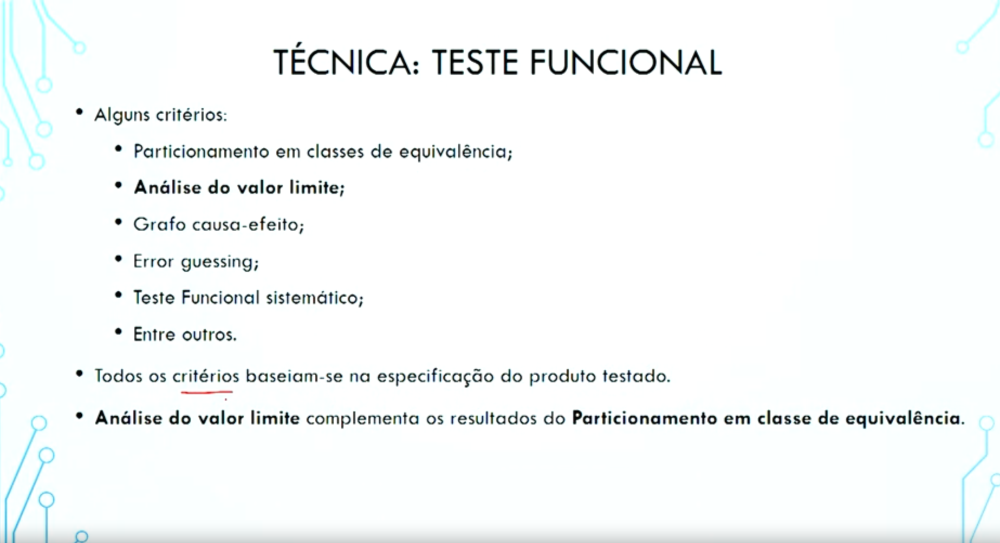 TÉCNICA: TESTE FUNCIONAL
• Alguns critérios:
• Particionamento em classes de equivalência;
• Análise do valor limite;
• Grafo causa-efeito;
• Error guessing;
• Teste Funcional sistemático;
• Entre outros.
• Todos os critérios baseiam-se na especificação do produto testado.
• Análise do valor limite complementa os resultados do Particionamento em classe de equivalência.